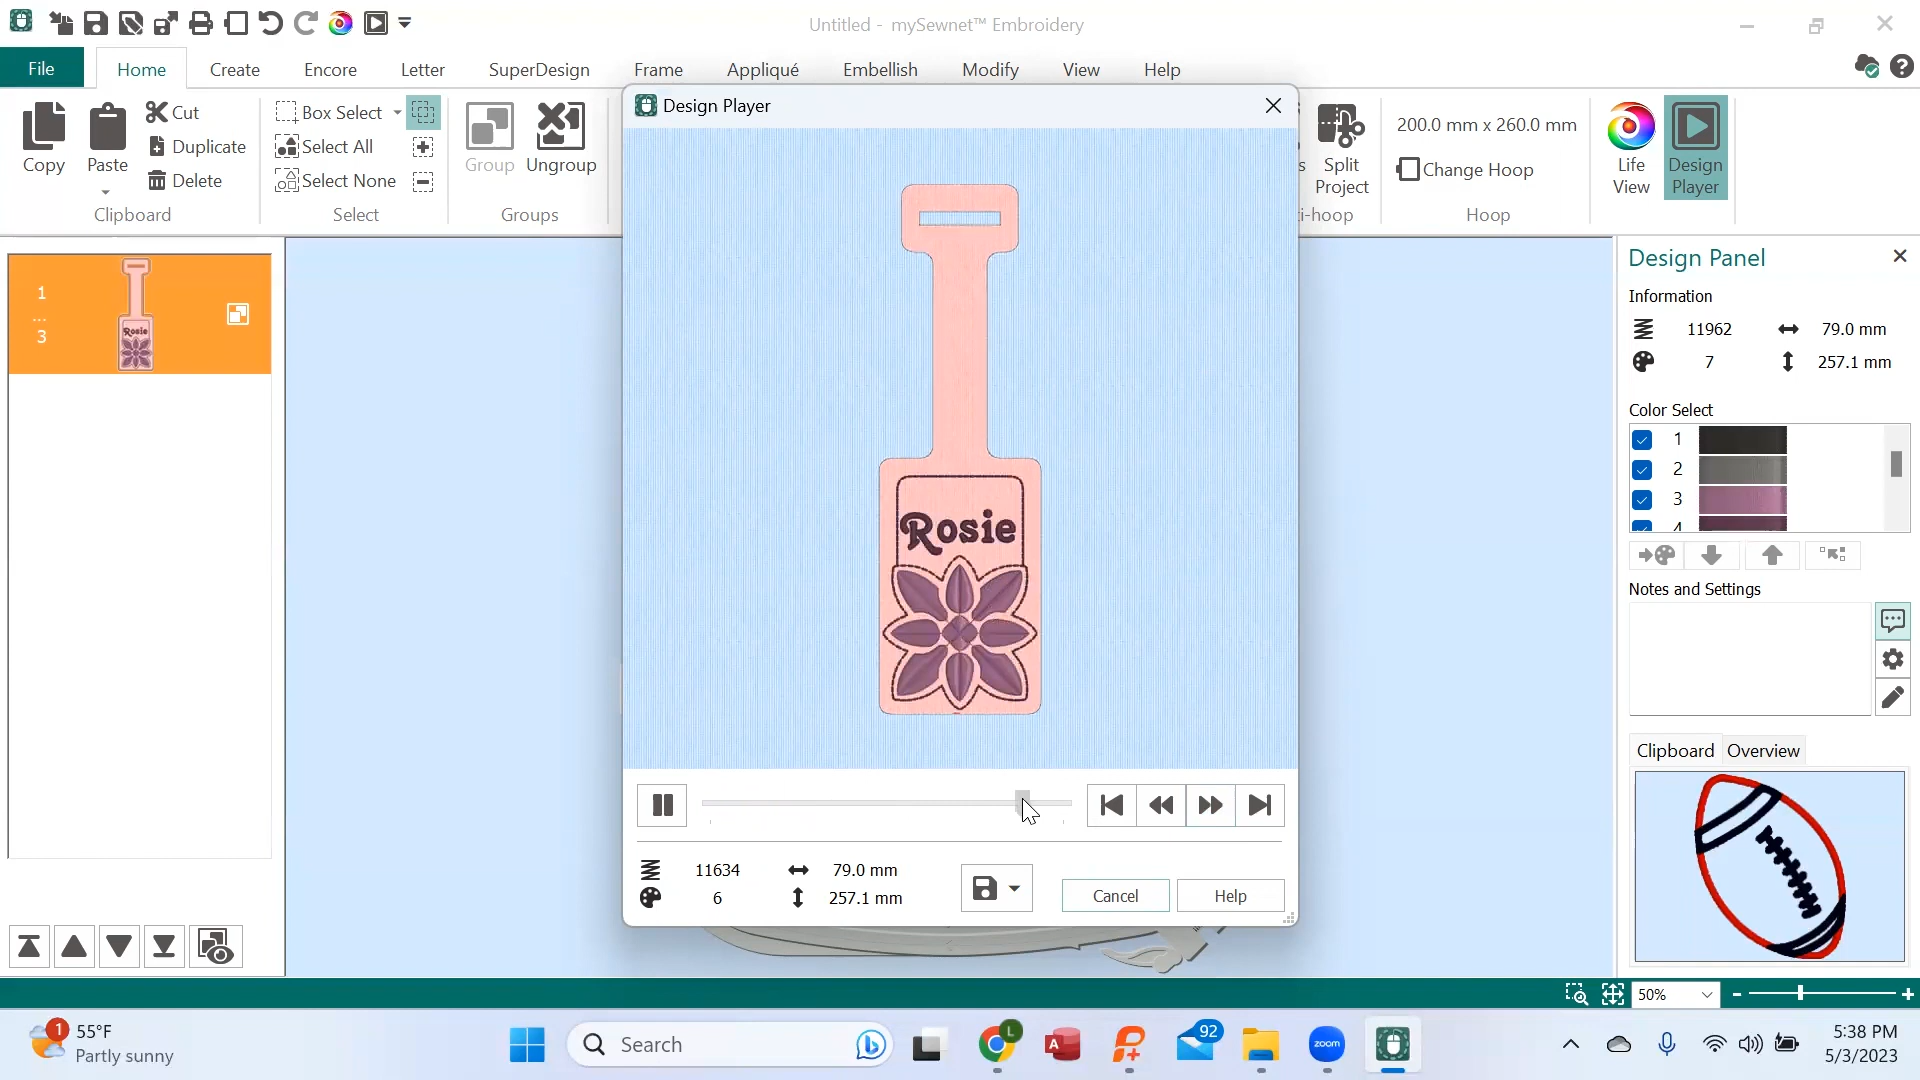 Untitled - mySewnet™ Embroidery
File
Home
Create
Encore
Letter
SuperDesign
Frame
Appliqué
Embellish
Modify
View
Help
Copy
Paste
Cut
Duplicate
Delete
Clipboard
Box Select
Select All
Select None
Select
Group
Ungroup
Groups
Design Player
s
Split
Project
i-hoop
200.0 mm x 260.0 mm
Change Hoop
Hoop
Life
View
Design
Player
1
...
3
Rosie
Rosie
11634
79.0 mm
6
257.1 mm
Cancel
Help
Design Panel
Information
11962
79.0 mm
7
257.1 mm
Color Select
1
2
3
4
Notes and Settings
Clipboard
Overview
50%
1
55°F
Partly sunny
Search
L
A
92
zoom
5:38 PM
5/3/2023